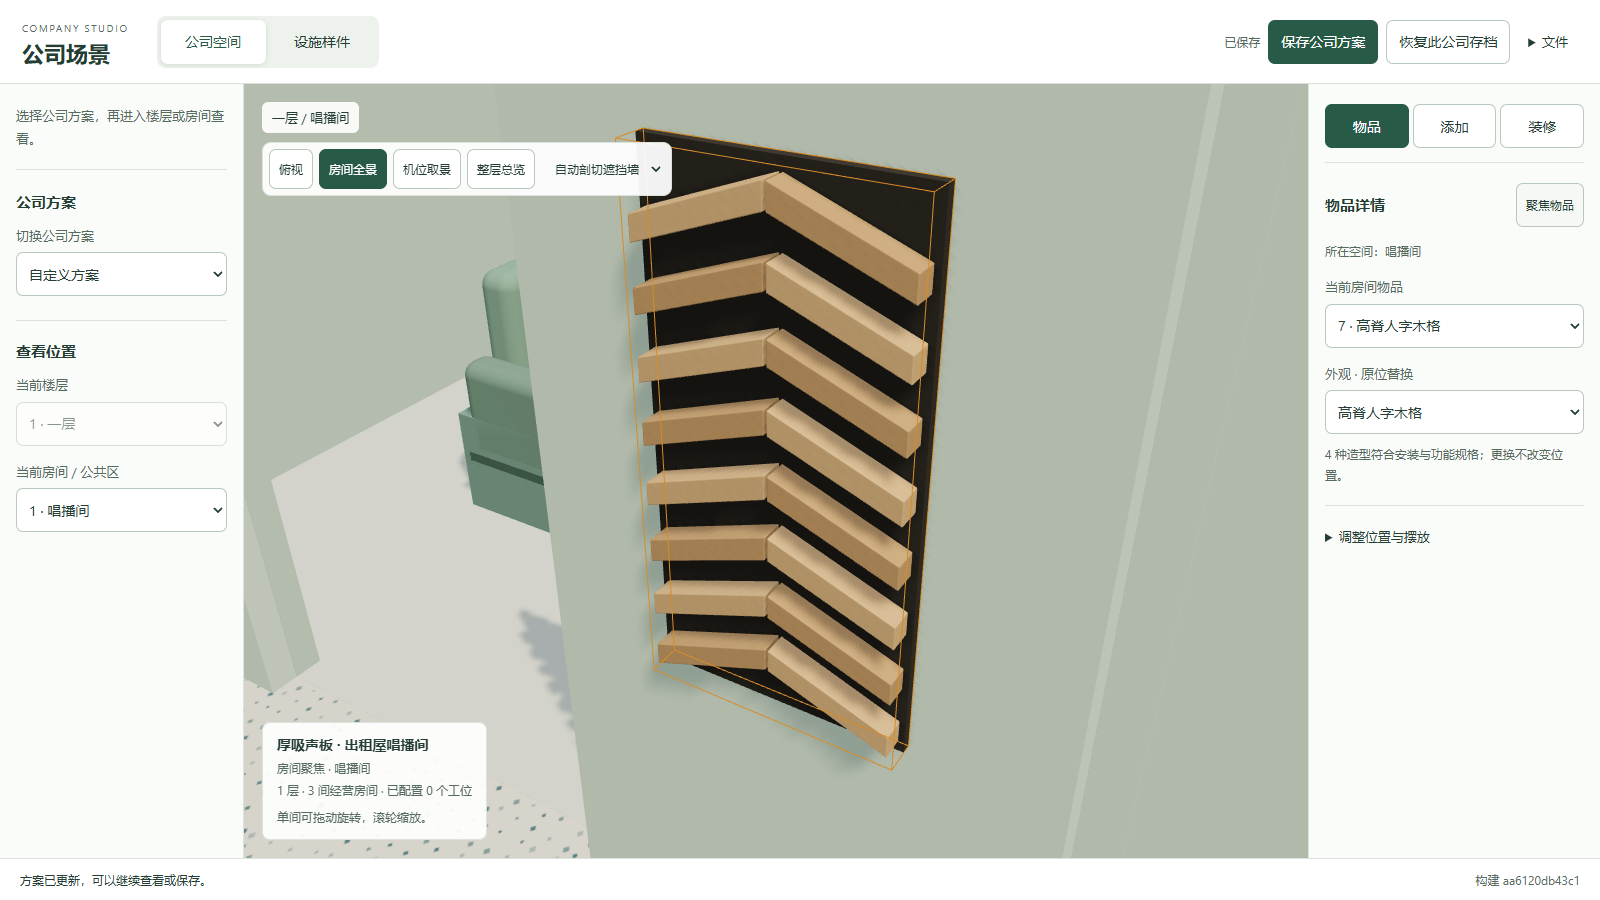 COMPANY STUDIO
公司场景
公司空间
设施样件
已保存
保存公司方案
恢复此公司存档
文件
选择公司方案，再进入楼层或房间查
看。
公司方案
切换公司方案
自定义方案
查看位置
当前楼层
1 · 一层
当前房间 / 公共区
1 · 唱播间
一层 / 唱播间
俯视
房间全景
机位取景
整层总览
自动剖切遮挡墙
厚吸声板 · 出租屋唱播间
房间聚焦 · 唱播间
1 层 · 3 间经营房间 · 已配置 0 个工位
单间可拖动旋转，滚轮缩放。
物品
添加
装修
物品详情
聚焦物品
所在空间：唱播间
当前房间物品
7 · 高脊人字木格
外观 · 原位替换
高脊人字木格
4 种造型符合安装与功能规格；更换不改变位
置。
调整位置与摆放
方案已更新，可以继续查看或保存。
构建 aa6120db43c1